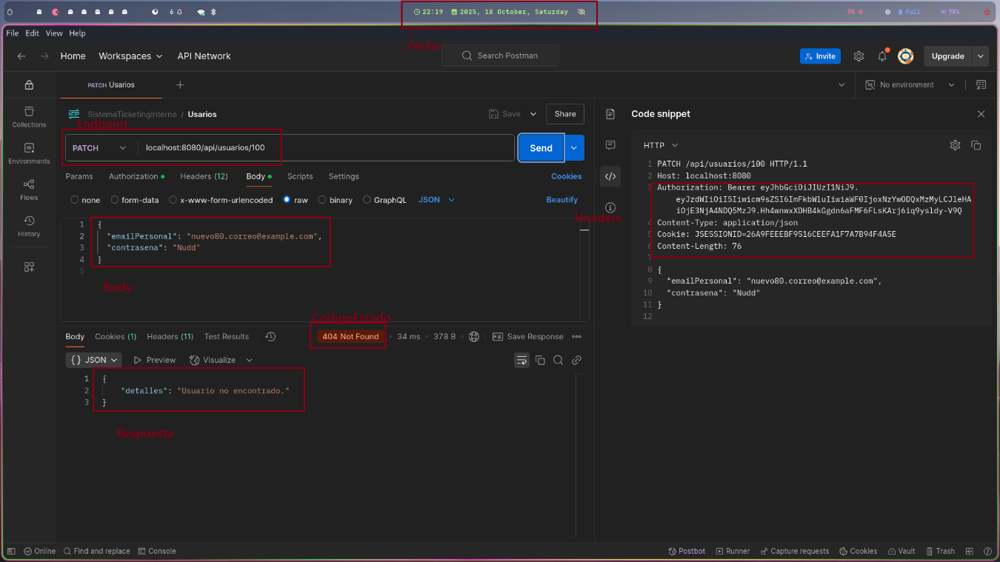 22:19 2025, 18 October, Saturday
6
9% Full 70%
File Edit View Help
Fecha
Home Workspaces API Network
Search Postman
Invite
Upgrade
PATCH Usarios
No environment
SistemaTicketingInterno / Usarios
Save
Share
Endpoint
PATCH
localhost:8080/api/usuarios/100
Send
Params Authorization Headers (12) Body Scripts Settings
Cookies
none form-data x-www-form-urlencoded raw binary GraphQL JSON
Beautify
1 {
2 "emailPersonal": "nuevo80.correo@example.com",
3 "contrasena": "Nudd"
4 }
5
Body
Collections
Environments
Flows
History
Code snippet
HTTP
1 PATCH /api/usuarios/100 HTTP/1.1
2 Host: localhost:8080
3 Authorization: Bearer eyJhbGciOiJIUzI1NiJ9.
eyJzdWIiOiI5Iiwicm9sZSI6ImFkbWluIiwiaWF0IjoxNzYwODQxMzMyLCJleHA
iOjE3NjA4NDQ5MzJ9.Hh4wnwxXDHB4kGgdn6aFMF6FLsKArj6iq9ysldy-V9Q
4 Content-Type: application/json
5 Cookie: JSESSIONID=26A9FEEEBF9516CEEFA1F7A7B94F4A5E
6 Content-Length: 76
7
8 {
9 "emailPersonal": "nuevo80.correo@example.com",
10 "contrasena": "Nudd"
11 }
12
Headers
CodigoEstado
Body Cookies (1) Headers (11) Test Results
404 Not Found 34 ms 378 B
Save Response
{} JSON Preview Visualize
1 {
2 "detalles": "Usuario no encontrado."
3 }
Respuesta
Online Find and replace Console
Postbot Runner Capture requests Cookies Vault Trash